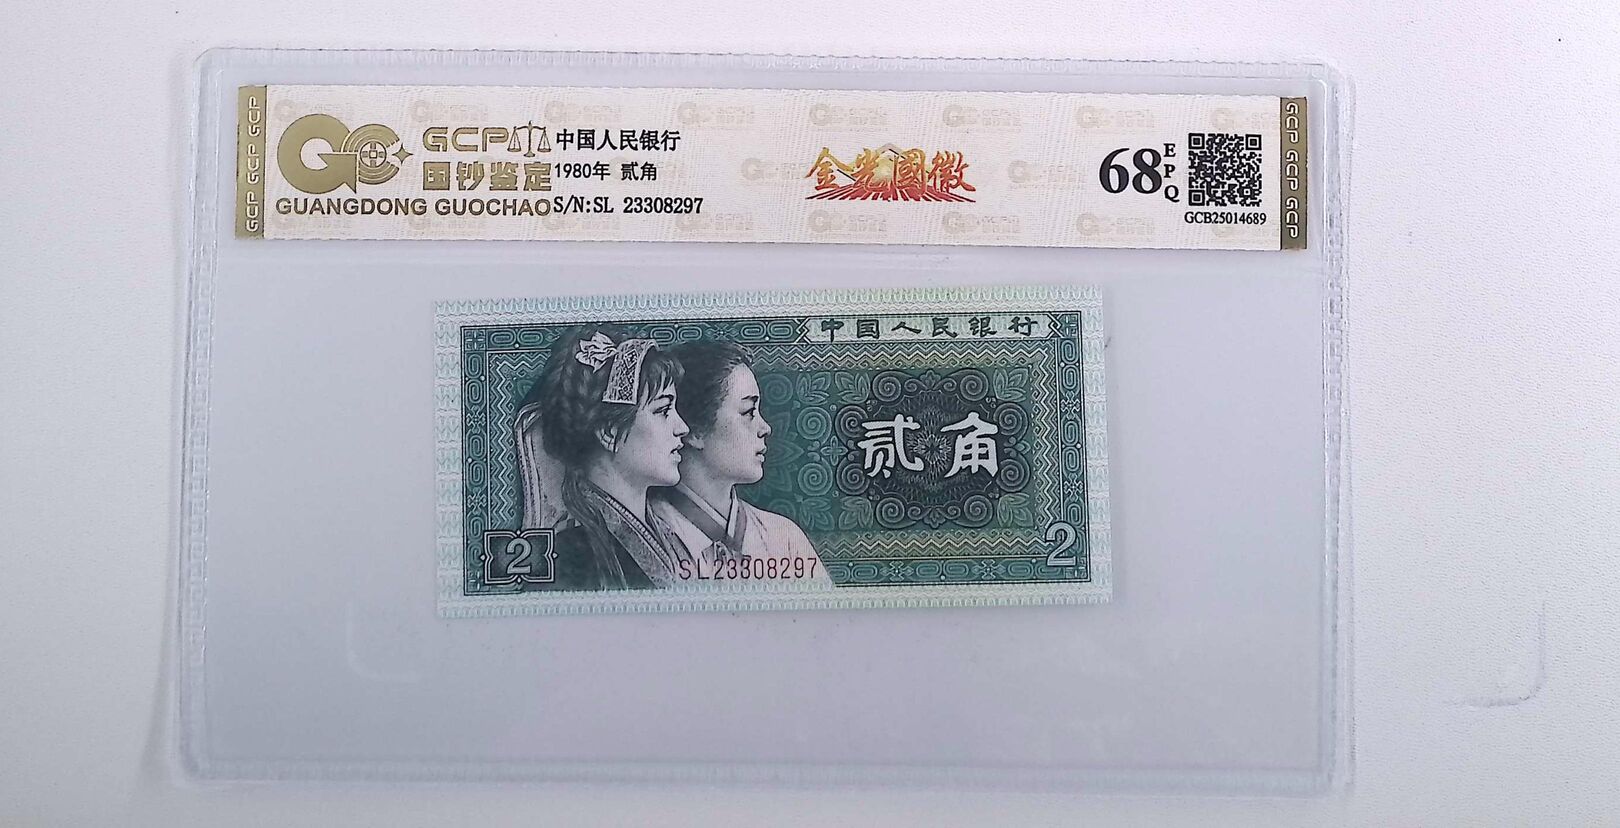 GCP GCP GCP
GCP
国钞鉴定
GUANGDONG GUOCHAO
中国人民银行
1980年 贰角
S/N:SL 23308297
金光國徽
68
EPQ
GCB25014689
GCP GCP GCP
中国人民银行
贰角
2
2
SL23308297